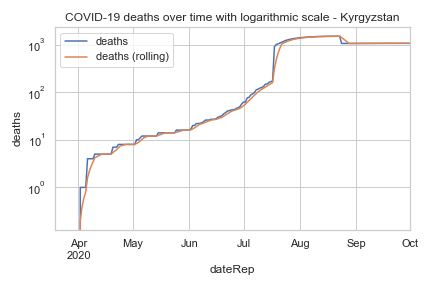 COVID-19 deaths over time with logarithmic scale - Kyrgyzstan
deaths
deaths (rolling)
10³
10²
10¹
10⁰
deaths
Apr
2020
May
Jun
Jul
Aug
Sep
Oct
dateRep